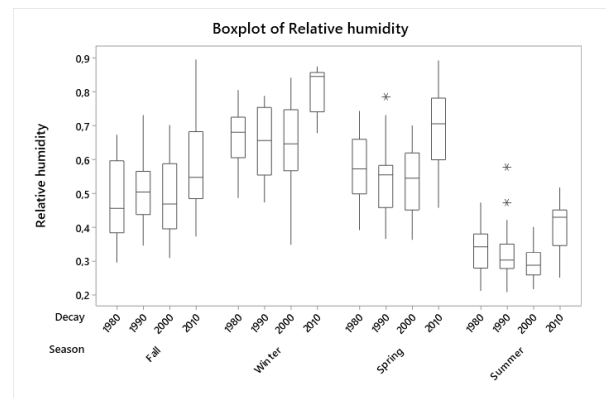 Boxplot of Relative humidity
Relative humidity
0,9
0,8
0,7
0,6
0,5
0,4
0,3
0,2
Decay 1980 1990 2000 2010 1980 1990 2000 2010 1980 1990 2000 2010 1980 1990 2000 2010
Season Fall Winter Spring Summer